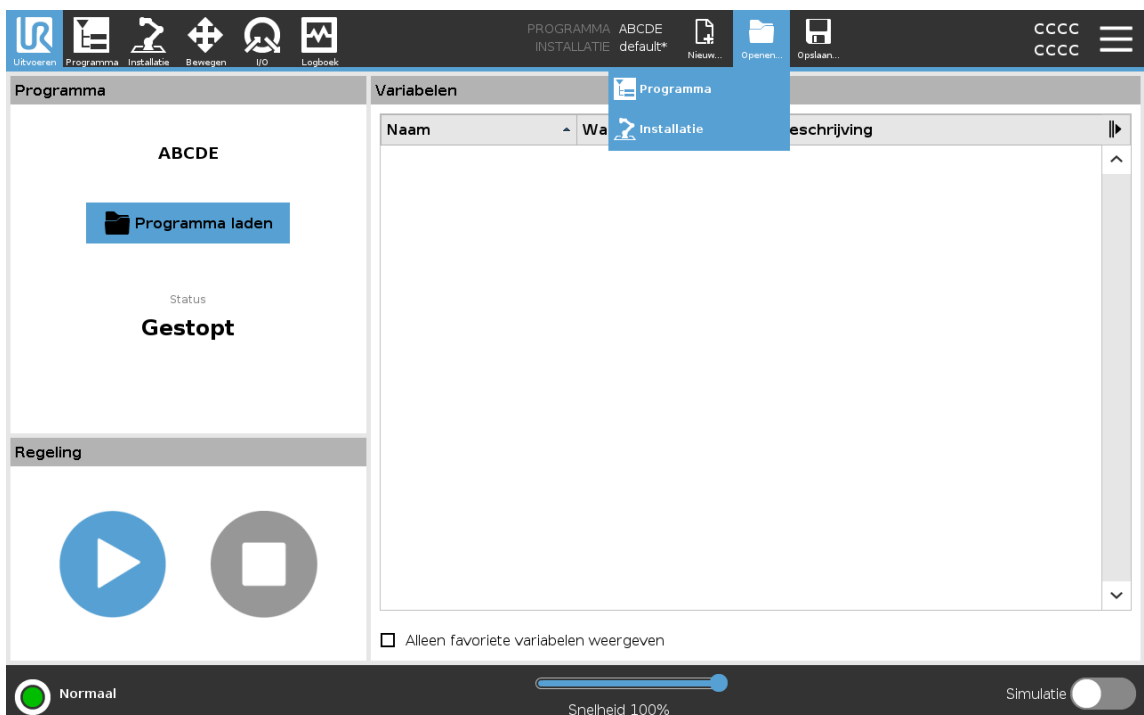 UR
Uitvoeren Programma Installatie Bewegen I/O Logboek
PROGRAMMA ABCDE
INSTALLATIE default*
Nieuw... Openen... Opslaan...
CCCC
CCCC
Programma
Variabelen
Programma
Installatie
Naam Wa eschrijving
ABCDE
Programma laden
Status
Gestopt
Regeling
Alleen favoriete variabelen weergeven
Normaal
Snelheid 100%
Simulatie